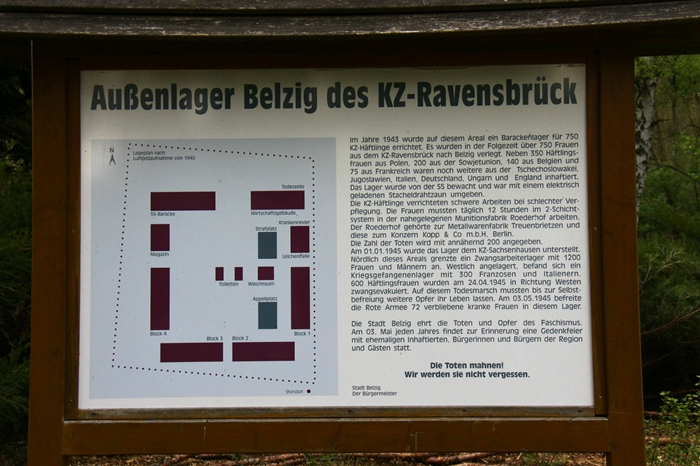 Außenlager Belzig des KZ-Ravensbrück
N
Lageplan nach
Luftbildaufnahme von 1945
SS-Baracke
Todeszelle
Wirtschaftsgebäude
Krankenrevier
Strafplatz
Magazin
Leichenhalle
Toiletten
Waschraum
Appellplatz
Block 4
Block 1
Block 3
Block 2
Standort
Im Jahre 1943 wurde auf diesem Areal ein Barackenlager für 750
KZ-Häftlinge errichtet. Es wurden in der Folgezeit über 750 Frauen
aus dem KZ-Ravensbrück nach Belzig verlegt. Neben 350 Häftlings-
frauen aus Polen, 200 aus der Sowjetunion, 140 aus Belgien und
75 aus Frankreich waren noch weitere aus der Tschechoslowakei,
Jugoslawien, Italien, Deutschland, Ungarn und England inhaftiert.
Das Lager wurde von der SS bewacht und war mit einem elektrisch
geladenen Stacheldrahtzaun umgeben.
Die KZ-Häftlinge verrichteten schwere Arbeiten bei schlechter Ver-
pflegung. Die Frauen mussten täglich 12 Stunden im 2-Schicht-
system in der nahegelegenen Munitionsfabrik Roederhof arbeiten.
Der Roederhof gehörte zur Metallwarenfabrik Treuenbrietzen und
diese zum Konzern Kopp & Co m.b.H. Berlin.
Die Zahl der Toten wird mit annähernd 200 angegeben.
Am 01.01.1945 wurde das Lager dem KZ-Sachsenhausen unterstellt.
Nördlich dieses Areals grenzte ein Zwangsarbeiterlager mit 1200
Frauen und Männern an. Westlich angelagert, befand sich ein
Kriegsgefangenenlager mit 300 Franzosen und Italienern.
600 Häftlingsfrauen wurden am 24.04.1945 in Richtung Westen
zwangsevakuiert. Auf diesem Todesmarsch mussten bis zur Selbst-
befreiung weitere Opfer ihr Leben lassen. Am 03.05.1945 befreite
die Rote Armee 72 verbliebene kranke Frauen in diesem Lager.
Die Stadt Belzig ehrt die Toten und Opfer des Faschismus.
Am 03. Mai jeden Jahres findet zur Erinnerung eine Gedenkfeier
mit ehemaligen Inhaftierten, Bürgerinnen und Bürgern der Region
und Gästen statt.
Die Toten mahnen!
Wir werden sie nicht vergessen.
Stadt Belzig
Der Bürgermeister